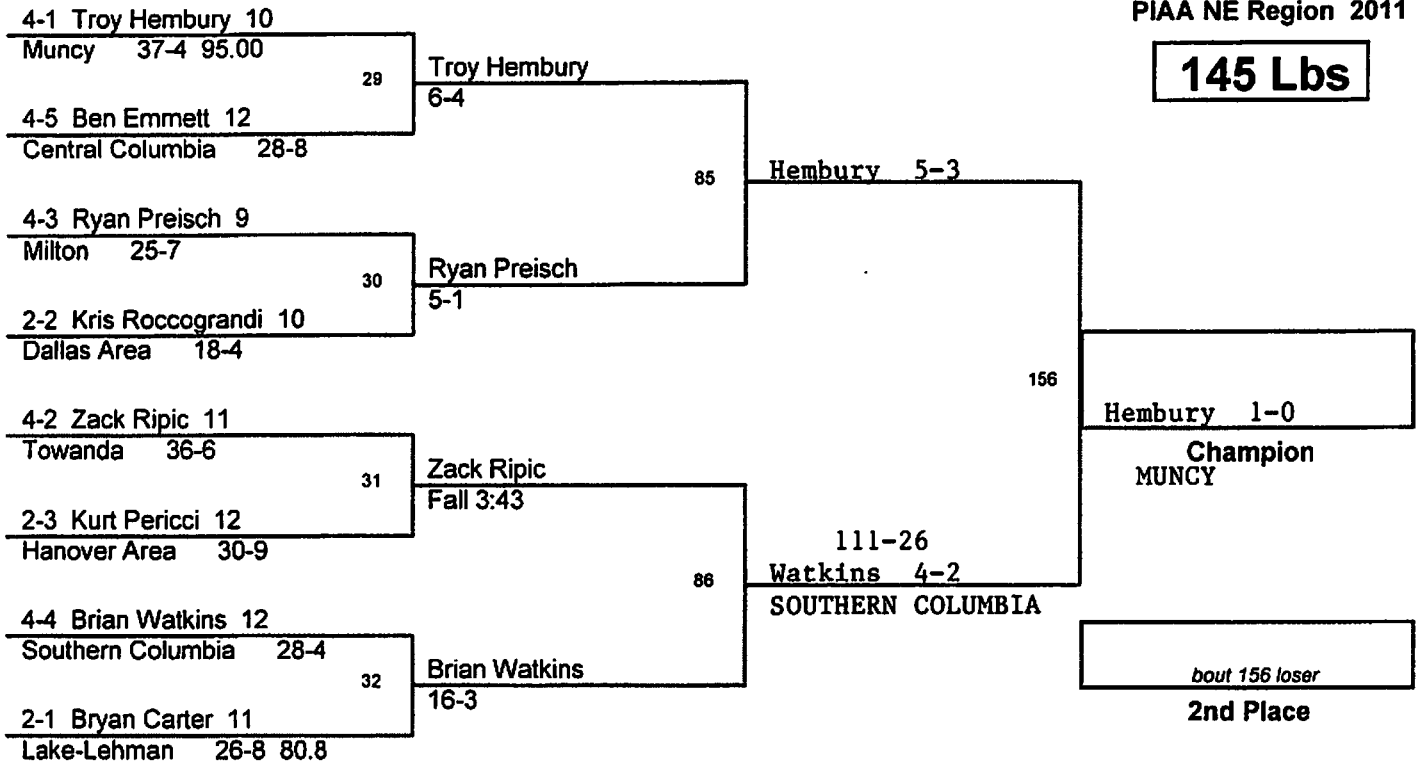 PIAA NE Region 2011
145 Lbs
4-1 Troy Hembury 10
Muncy 37-4 95.00
29
Troy Hembury
6-4
4-5 Ben Emmett 12
Central Columbia 28-8
85
Hembury 5-3
4-3 Ryan Preisch 9
Milton 25-7
30
Ryan Preisch
5-1
2-2 Kris Roccograndi 10
Dallas Area 18-4
156
Hembury 1-0
Champion
MUNCY
4-2 Zack Ripic 11
Towanda 36-6
31
Zack Ripic
Fall 3:43
2-3 Kurt Pericci 12
Hanover Area 30-9
86
111-26
Watkins 4-2
SOUTHERN COLUMBIA
4-4 Brian Watkins 12
Southern Columbia 28-4
32
Brian Watkins
16-3
2-1 Bryan Carter 11
Lake-Lehman 26-8 80.8
bout 156 loser
2nd Place